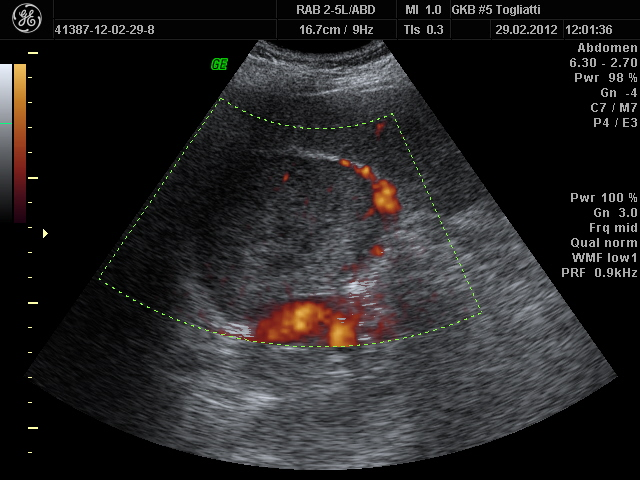 RAB 2-5L/ABD MI 1.0 GKB #5 Togliatti
41387-12-02-29-8 16.7cm / 9Hz TIs 0.3 29.02.2012 12:01:36
GE
Abdomen
6.30 - 2.70
Pwr 98 %
Gn -4
C7 / M7
P4 / E3
Pwr 100 %
Gn 3.0
Frq mid
Qual norm
WMF low1
PRF 0.9kHz